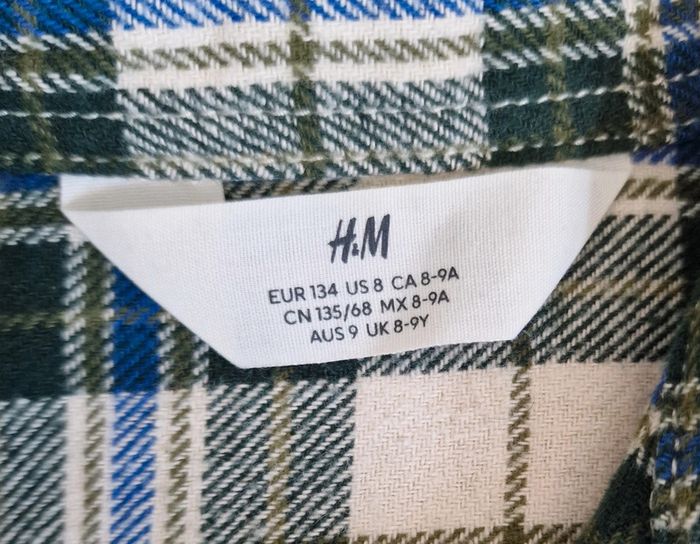 H&M
EUR 134 US 8 CA 8-9A
CN 135/68 MX 8-9A
AUS 9 UK 8-9Y